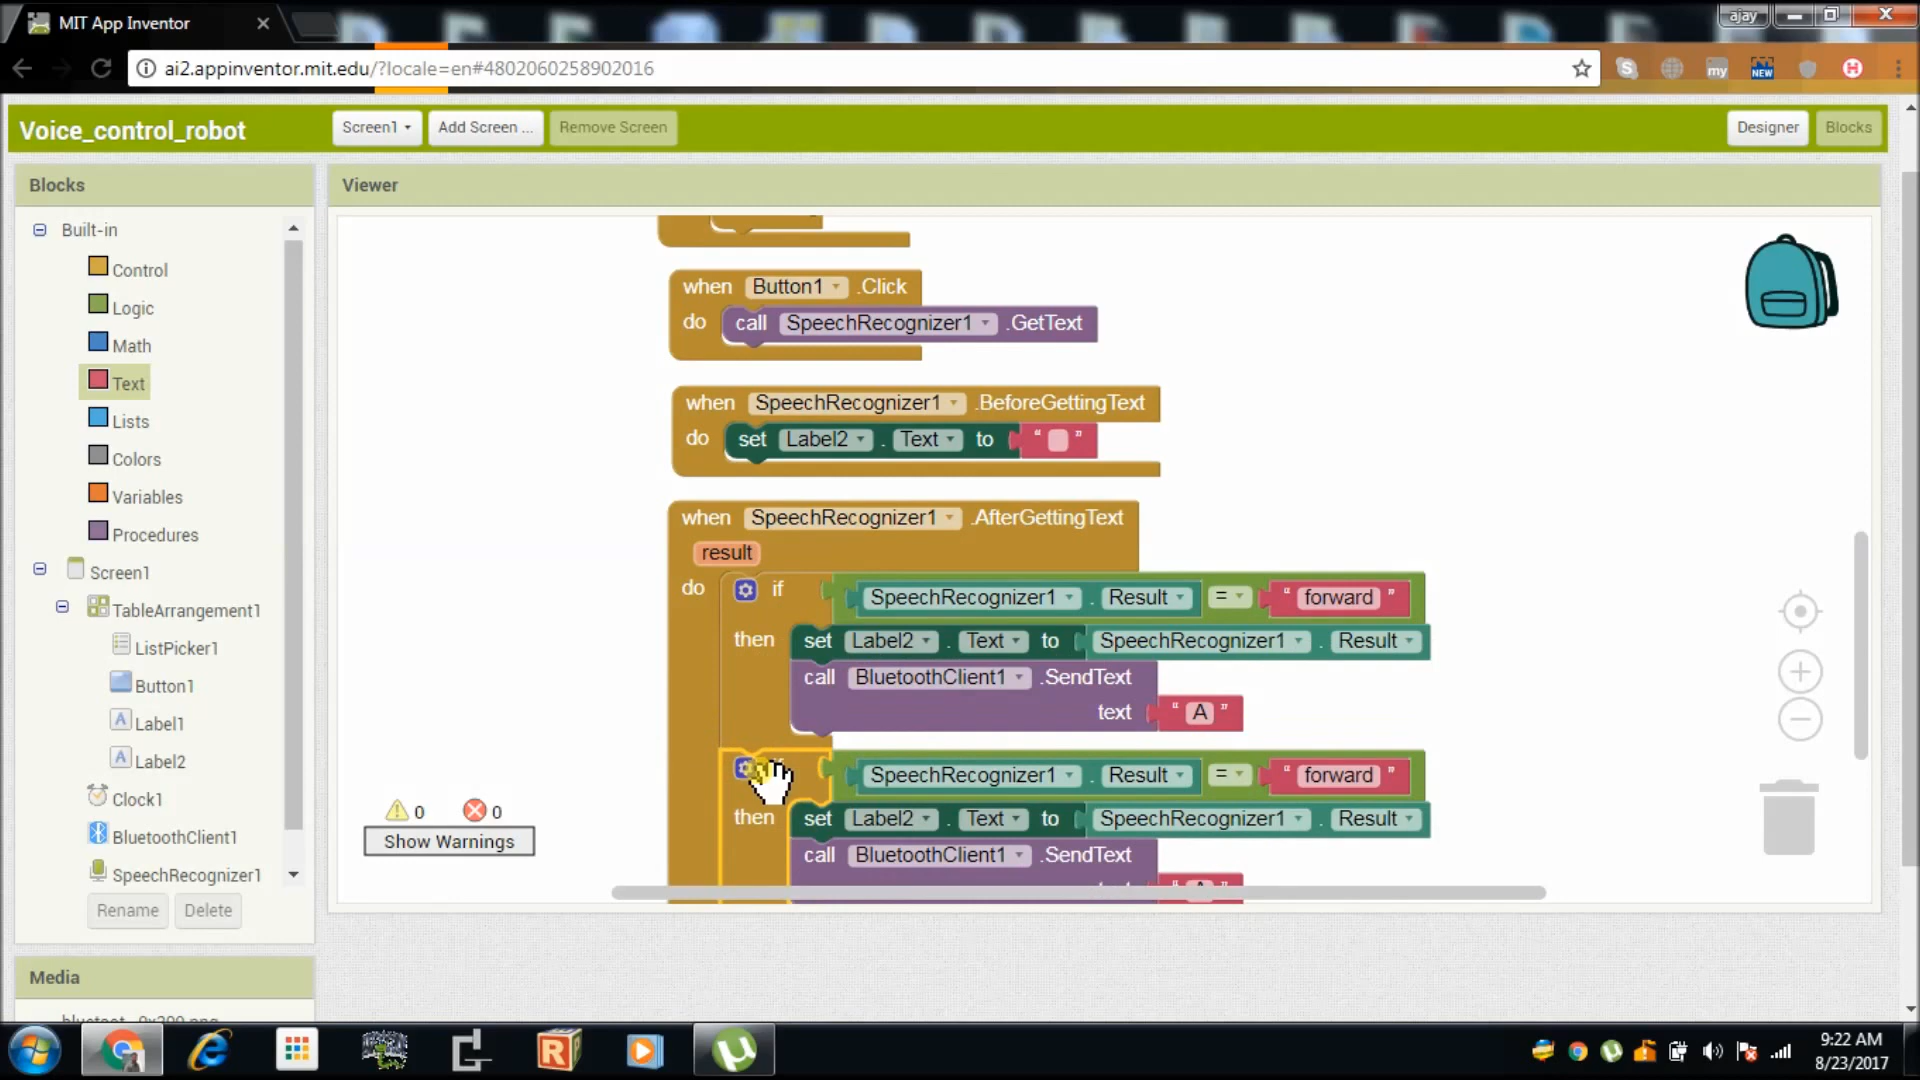 MIT App Inventor
ajay
ai2.appinventor.mit.edu/?locale=en#4802060258902016
my
NEW
Voice_control_robot
Screen1
Add Screen ...
Remove Screen
Designer
Blocks
Blocks
Viewer
Built-in
Control
Logic
Math
Text
Lists
Colors
Variables
Procedures
Screen1
TableArrangement1
ListPicker1
Button1
Label1
Label2
Clock1
BluetoothClient1
SpeechRecognizer1
Rename
Delete
Media
when Button1 .Click
do call SpeechRecognizer1 .GetText
when SpeechRecognizer1 .BeforeGettingText
do set Label2 . Text to " "
when SpeechRecognizer1 .AfterGettingText
result
do if SpeechRecognizer1 . Result = " forward "
then set Label2 . Text to SpeechRecognizer1 . Result
call BluetoothClient1 .SendText
text " A "
SpeechRecognizer1 . Result = " forward "
then set Label2 . Text to SpeechRecognizer1 . Result
call BluetoothClient1 .SendText
0 0
Show Warnings
9:22 AM
8/23/2017